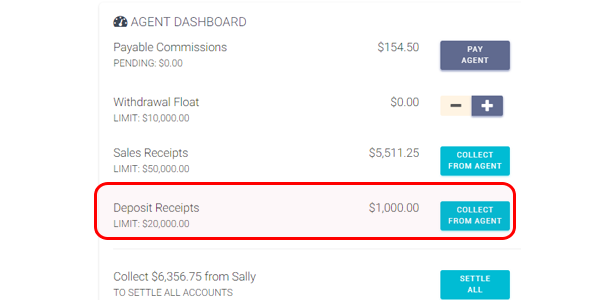 AGENT DASHBOARD
Payable Commissions $154.50 PAY
PENDING: $0.00 AGENT
Withdrawal Float $0.00
LIMIT: $10,000.00
Sales Receipts $5,511.25 COLLECT
LIMIT: $50,000.00 FROM AGENT
Deposit Receipts $1,000.00 COLLECT
LIMIT: $20,000.00 FROM AGENT
Collect $6,356.75 from Sally SETTLE
TO SETTLE ALL ACCOUNTS ALL